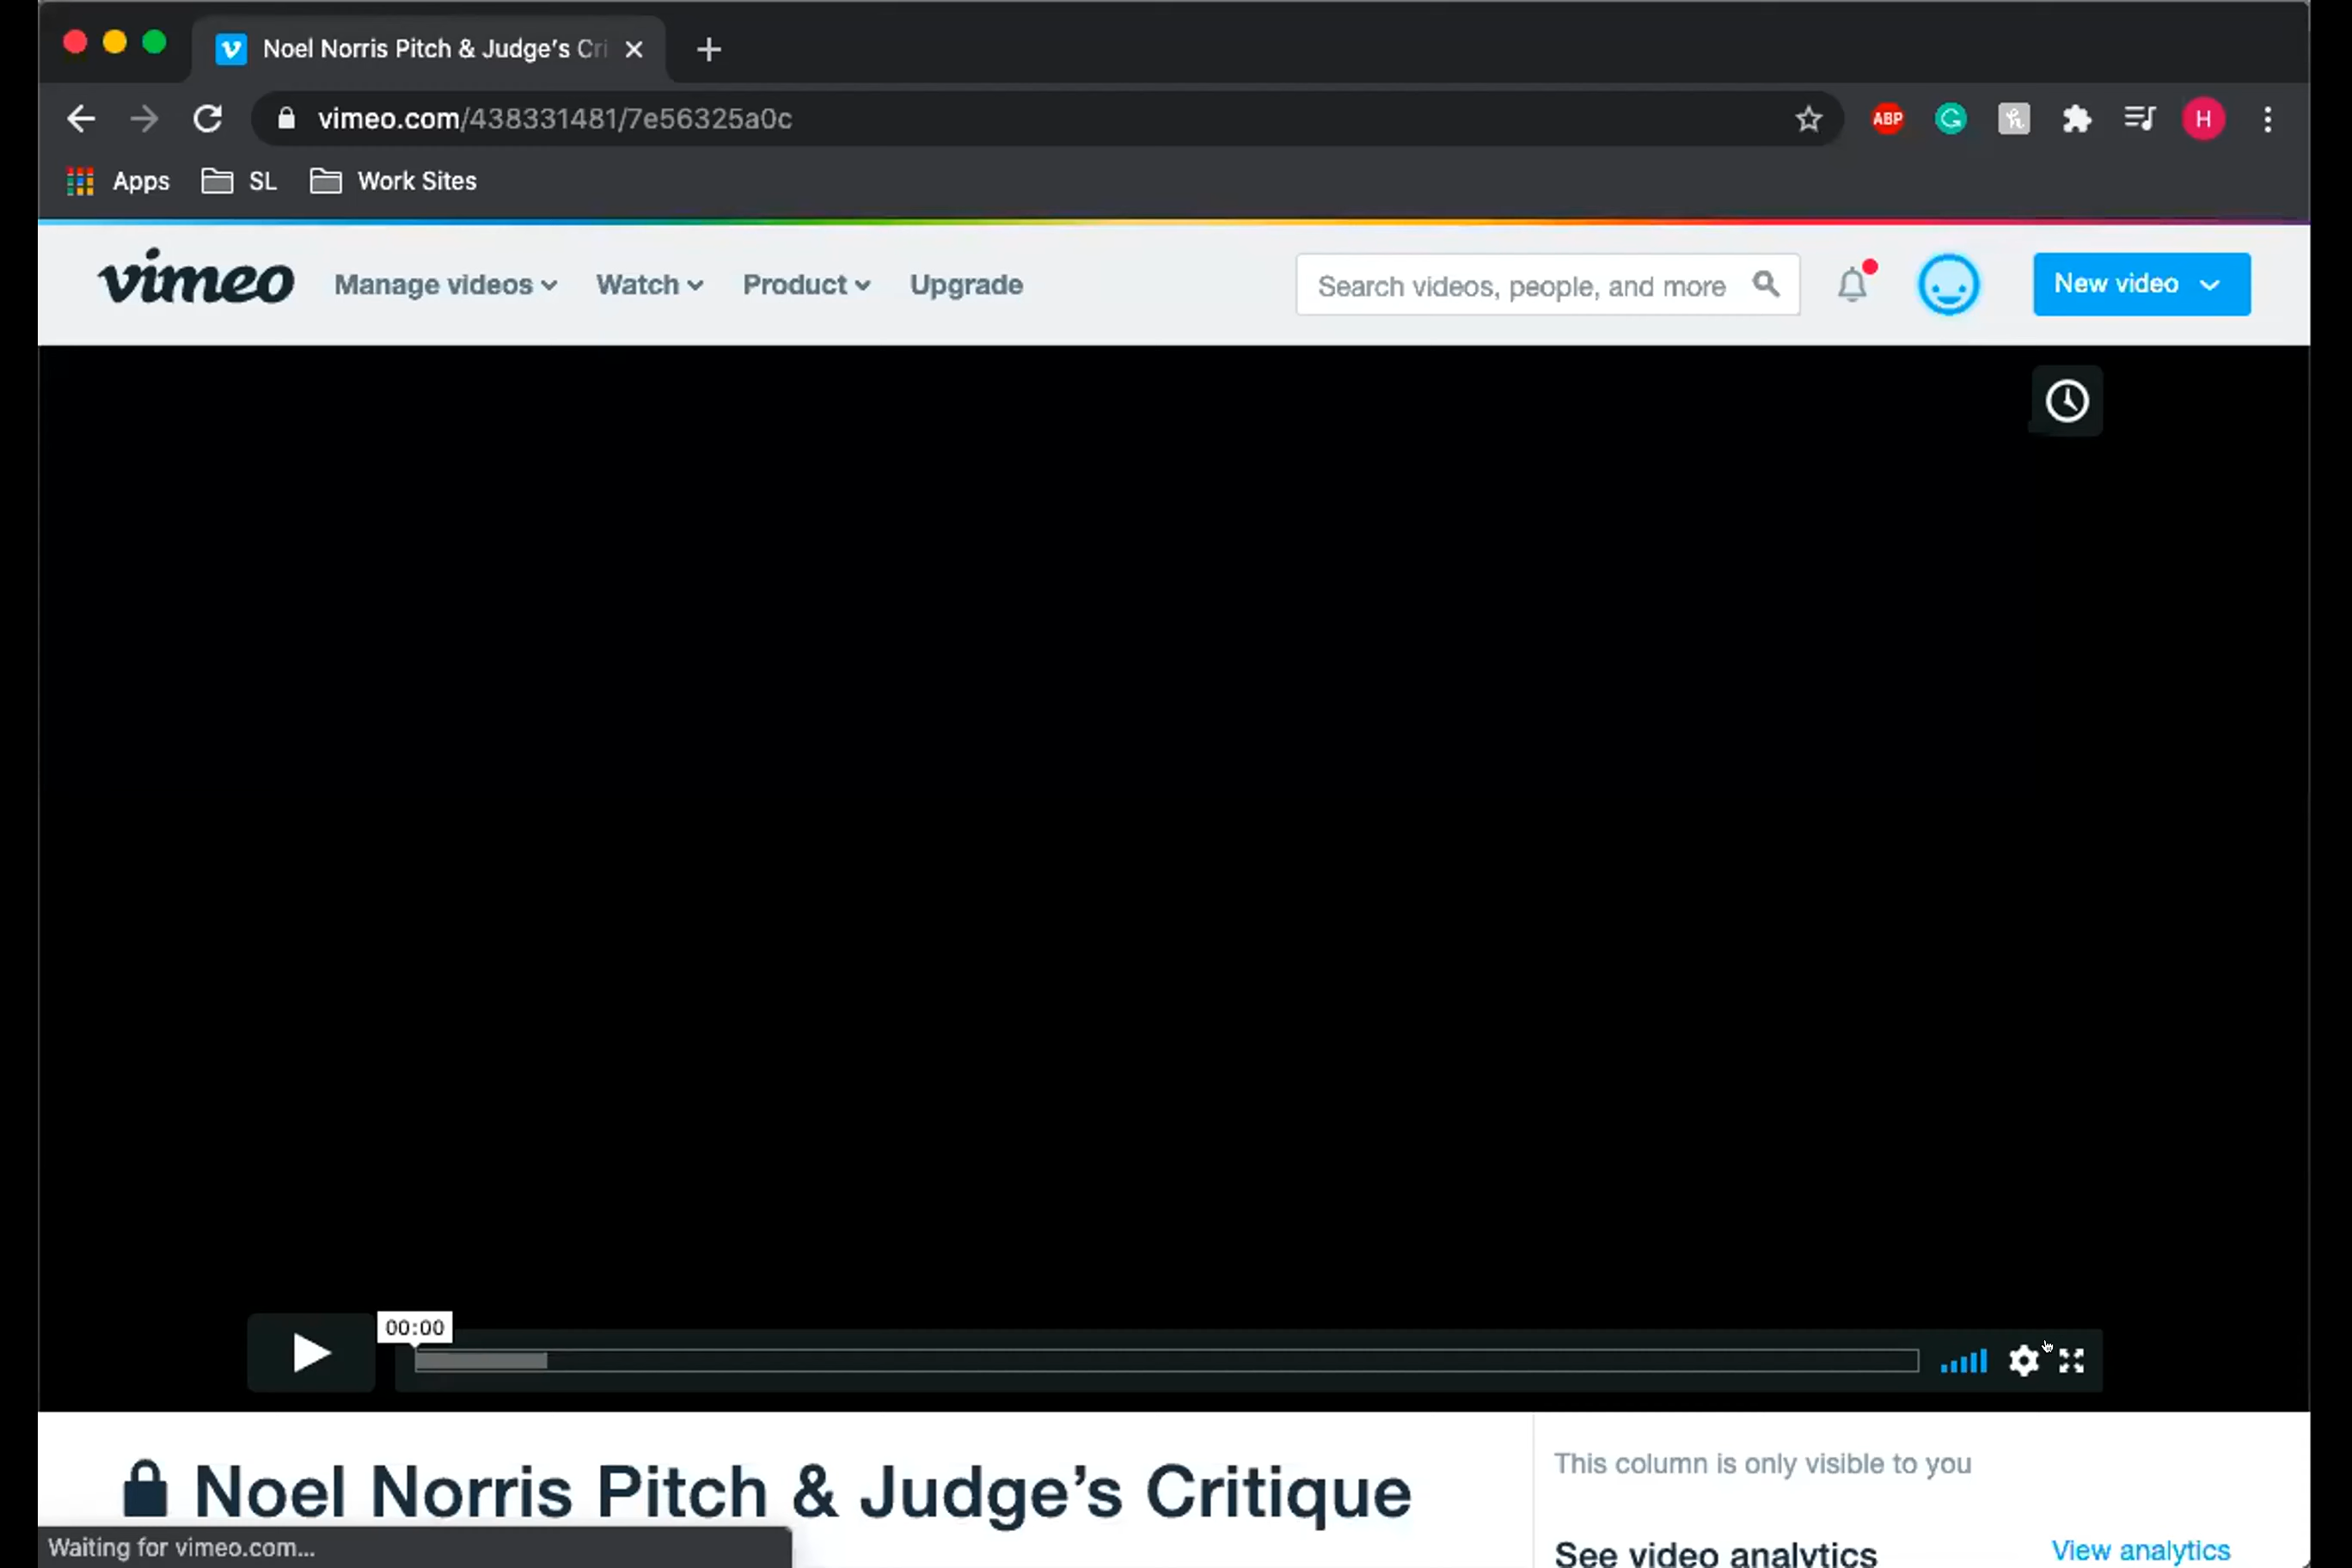 Noel Norris Pitch & Judge's Cri
vimeo.com/438331481/7e56325a0c
ABP
H
Apps
SL
Work Sites
vimeo
Manage videos
Watch
Product
Upgrade
Search videos, people, and more
New video
00:00
Noel Norris Pitch & Judge's Critique
This column is only visible to you
See video analytics
View analytics
Waiting for vimeo.com...